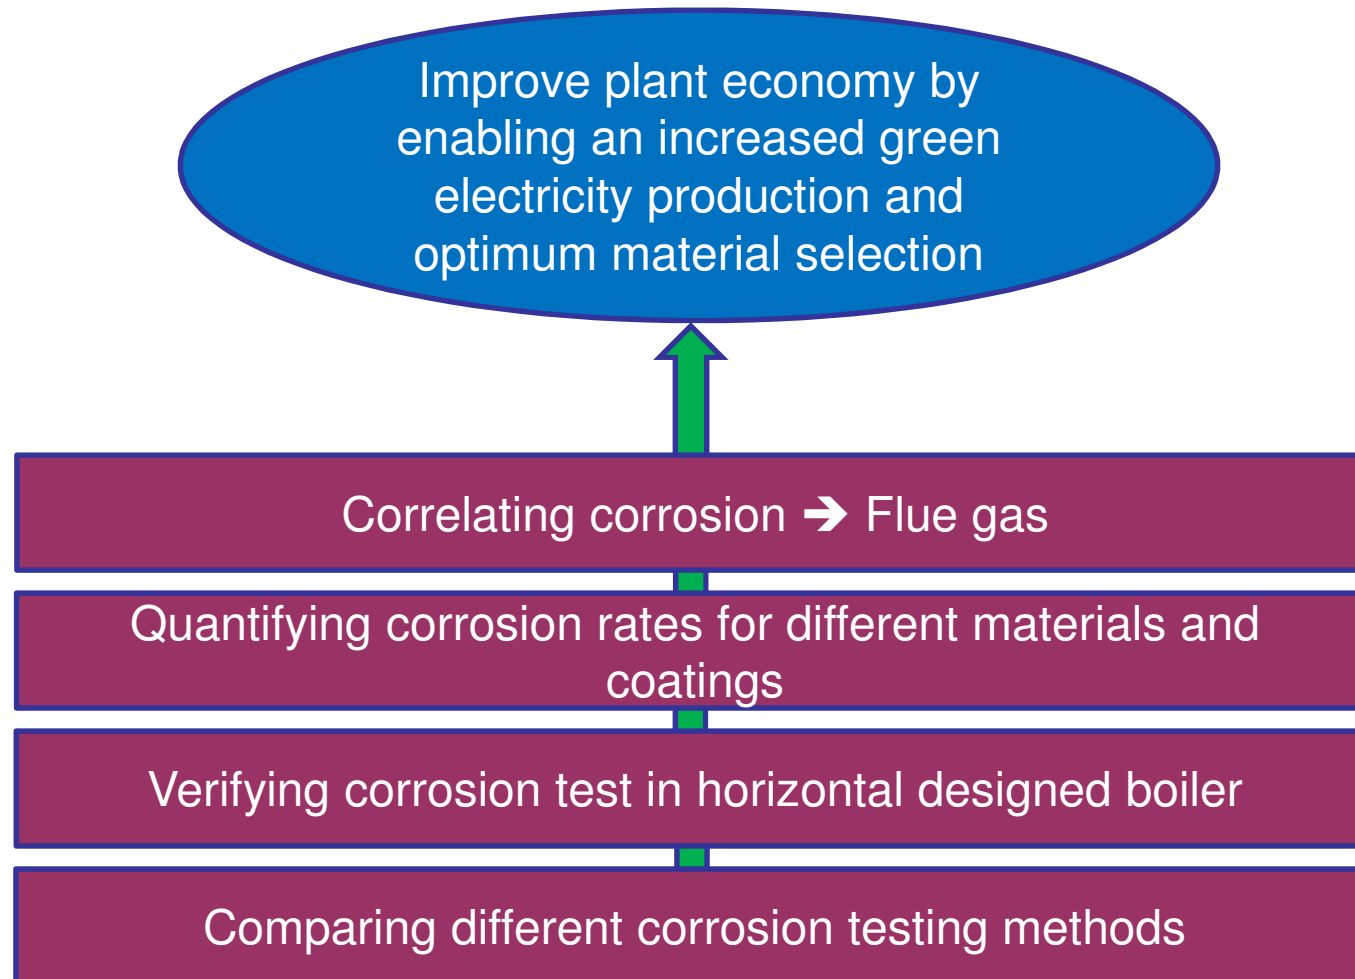 Improve plant economy by
enabling an increased green
electricity production and
optimum material selection
Correlating corrosion ➔ Flue gas
Quantifying corrosion rates for different materials and
coatings
Verifying corrosion test in horizontal designed boiler
Comparing different corrosion testing methods